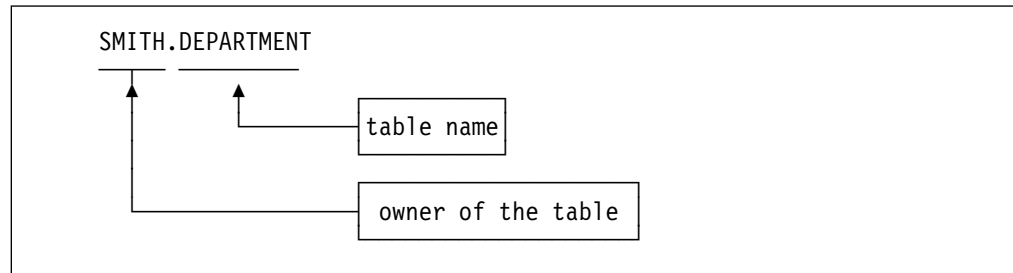 SMITH.DEPARTMENT
table name
owner of the table